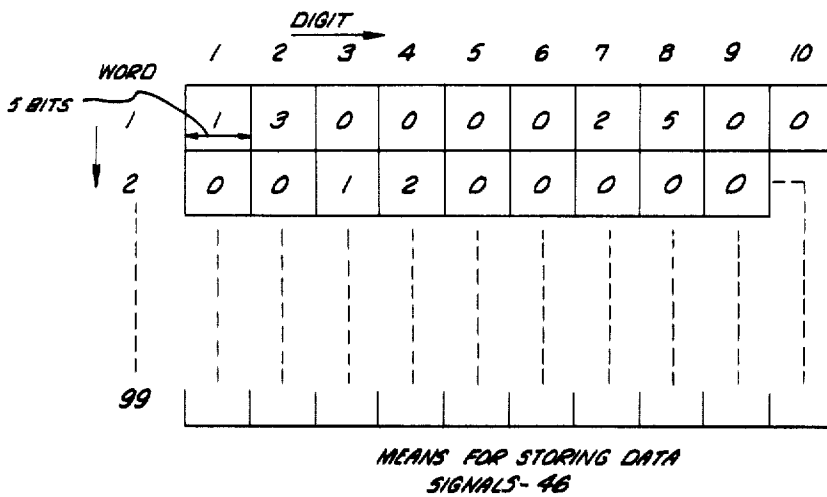 DIGIT
1 2 3 4 5 6 7 8 9 10
WORD
5 BITS
1 1 3 0 0 0 0 2 5 0 0
2 0 0 1 2 0 0 0 0 0
99
MEANS FOR STORING DATA
SIGNALS-46